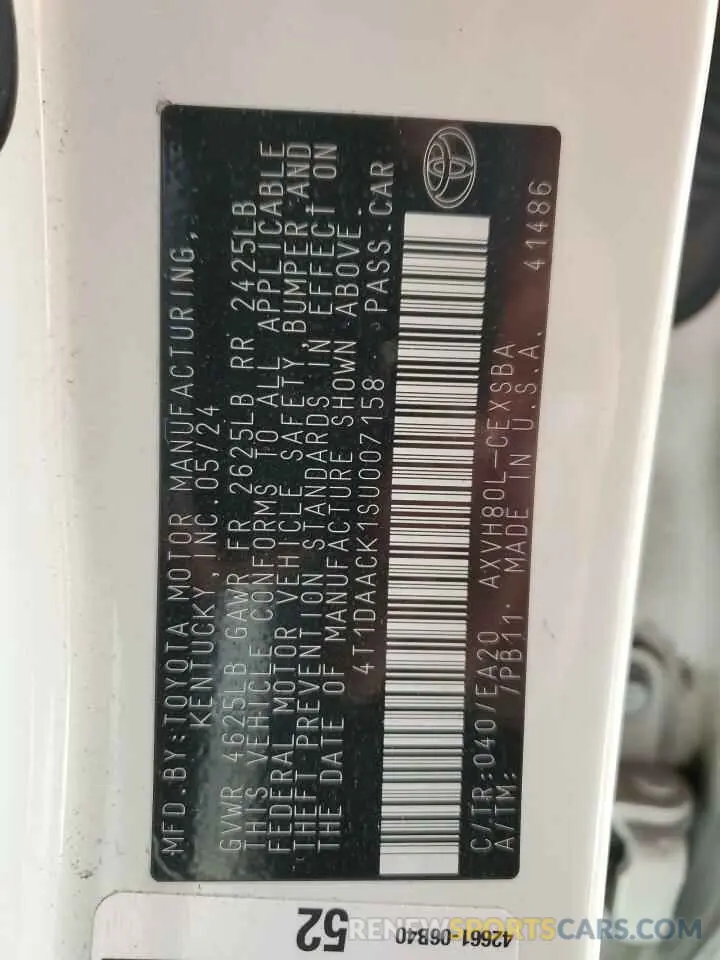 MFD.BY:TOYOTA MOTOR MANUFACTURING,
KENTUCKY,INC.05/24
GVWR 4625LB GAWR FR 2625LB RR 2425LB
THIS VEHICLE CONFORMS TO ALL APPLICABLE
FEDERAL MOTOR VEHICLE SAFETY,BUMPER AND
THEFT PREVENTION STANDARDS IN EFFECT ON
THE DATE OF MANUFACTURE SHOWN ABOVE.
4T1DAACK1SU007158 PASS.CAR
C/TR:040/EA20 AXVH80L-CEXSBA 41486
A/TM: /PB11. MADE IN U.S.A.
52
42661-06B40
RENEWSPORTSCARS.COM